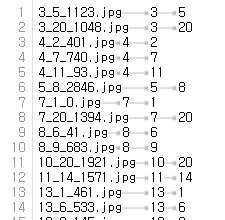 1 3_5_1123.jpg 3 5
2 3_20_1048.jpg 3 20
3 4_2_401.jpg 4 2
4 4_7_740.jpg 4 7
5 4_11_93.jpg 4 11
6 5_8_2846.jpg 5 8
7 7_1_0.jpg 7 1
8 7_20_1394.jpg 7 20
9 8_6_41.jpg 8 6
10 8_9_683.jpg 8 9
11 10_20_1921.jpg 10 20
12 11_14_1571.jpg 11 14
13 13_1_461.jpg 13 1
14 13_6_533.jpg 13 6